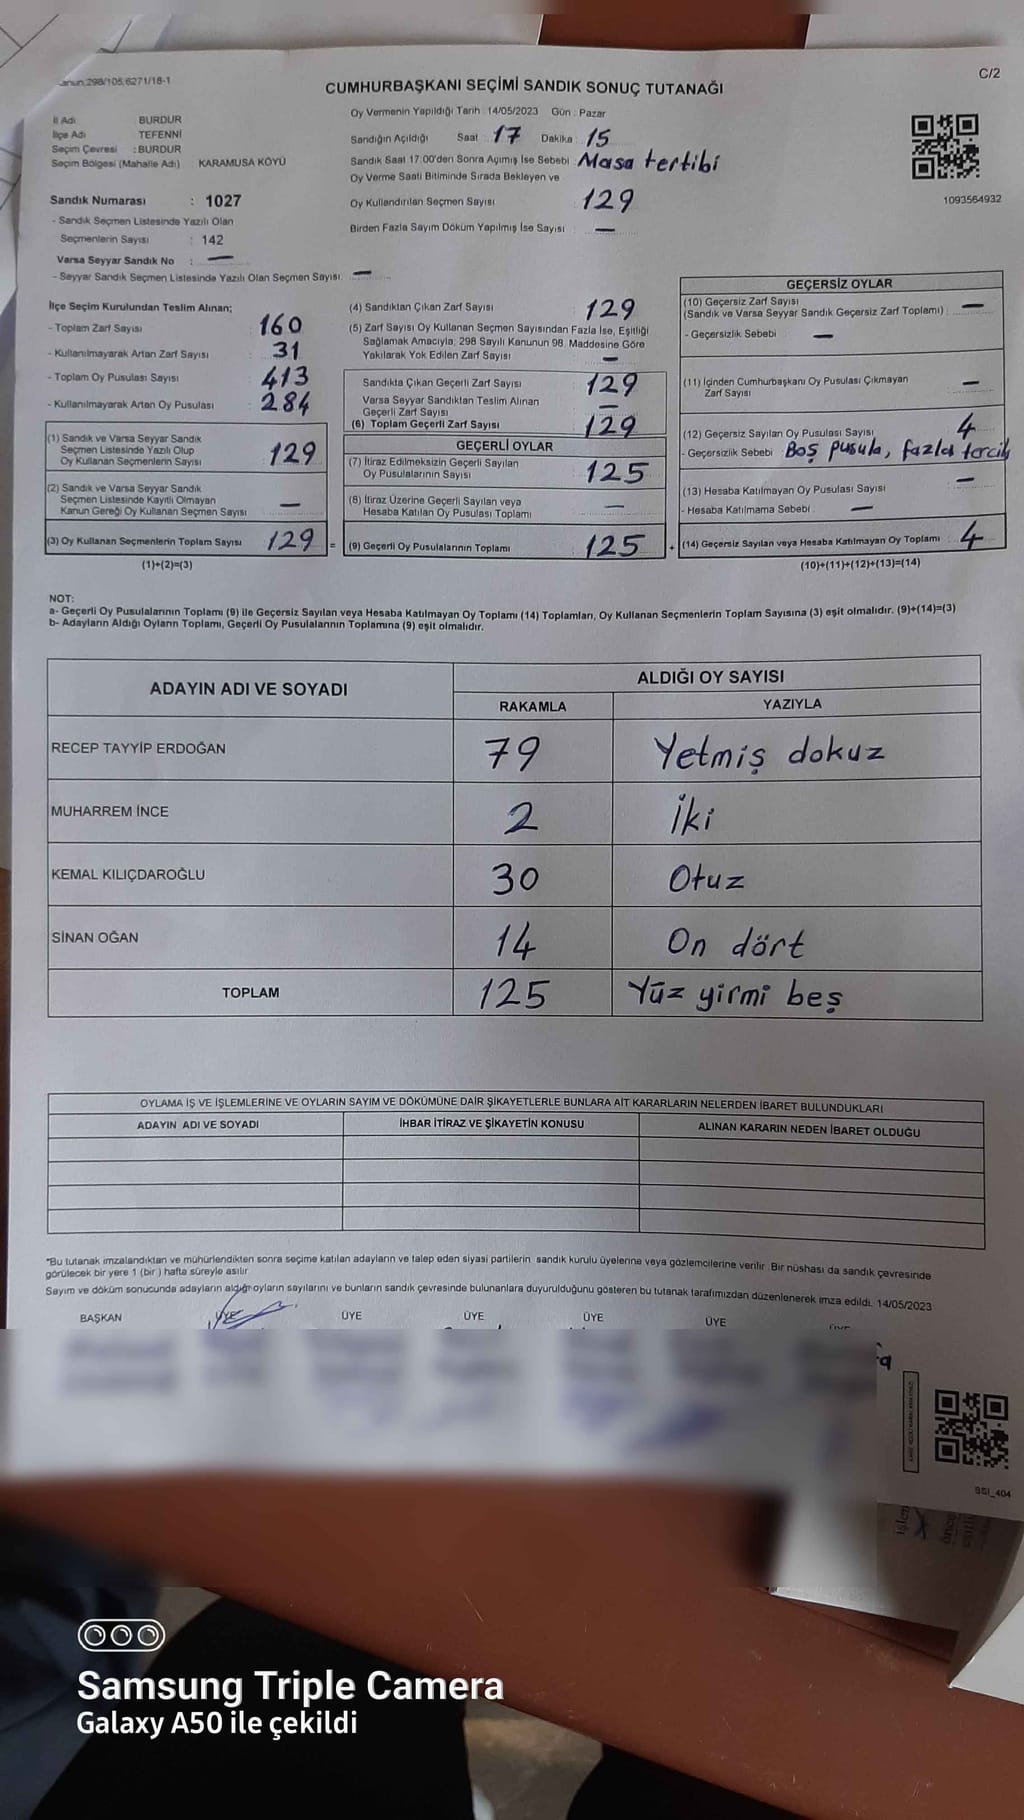 298/105,6271/18-1
C/2
CUMHURBAŞKANI SEÇİMİ SANDIK SONUÇ TUTANAĞI
İl Adı : BURDUR
İlçe Adı : TEFENNİ
Seçim Çevresi : BURDUR
Seçim Bölgesi (Mahalle Adı) : KARAMUSA KÖYÜ
Sandık Numarası : 1027
- Sandık Seçmen Listesinde Yazılı Olan
Seçmenlerin Sayısı : 142
Varsa Seyyar Sandık No : —
- Seyyar Sandık Seçmen Listesinde Yazılı Olan Seçmen Sayısı: —
Oy Vermenin Yapıldığı Tarih : 14/05/2023 Gün : Pazar
Sandığın Açıldığı Saat : 17 Dakika : 15
Sandık Saat 17:00'den Sonra Açılmış İse Sebebi : Masa tertibi
Oy Verme Saati Bitiminde Sırada Bekleyen ve
Oy Kullandırılan Seçmen Sayısı : 129
Birden Fazla Sayım Döküm Yapılmış İse Sayısı : —
1093564932
İlçe Seçim Kurulundan Teslim Alınan;
- Toplam Zarf Sayısı : 160
- Kullanılmayarak Artan Zarf Sayısı : 31
- Toplam Oy Pusulası Sayısı : 413
- Kullanılmayarak Artan Oy Pusulası : 284
(1) Sandık ve Varsa Seyyar Sandık
Seçmen Listesinde Yazılı Olup
Oy Kullanan Seçmenlerin Sayısı : 129
(2) Sandık ve Varsa Seyyar Sandık
Seçmen Listesinde Kayıtlı Olmayan
Kanun Gereği Oy Kullanan Seçmen Sayısı : —
(3) Oy Kullanan Seçmenlerin Toplam Sayısı : 129 =
(1)+(2)=(3)
(4) Sandıktan Çıkan Zarf Sayısı : 129
(5) Zarf Sayısı Oy Kullanan Seçmen Sayısından Fazla İse, Eşitliği
Sağlamak Amacıyla; 298 Sayılı Kanunun 98. Maddesine Göre
Yakılarak Yok Edilen Zarf Sayısı : —
Sandıkta Çıkan Geçerli Zarf Sayısı : 129
Varsa Seyyar Sandıktan Teslim Alınan
Geçerli Zarf Sayısı : —
(6) Toplam Geçerli Zarf Sayısı : 129
GEÇERLİ OYLAR
(7) İtiraz Edilmeksizin Geçerli Sayılan
Oy Pusulalarının Sayısı : 125
(8) İtiraz Üzerine Geçerli Sayılan veya
Hesaba Katılan Oy Pusulası Toplamı : —
(9) Geçerli Oy Pusulalarının Toplamı : 125 +
GEÇERSİZ OYLAR
(10) Geçersiz Zarf Sayısı
(Sandık ve Varsa Seyyar Sandık Geçersiz Zarf Toplamı) : —
- Geçersizlik Sebebi : —
(11) İçinden Cumhurbaşkanı Oy Pusulası Çıkmayan
Zarf Sayısı : —
(12) Geçersiz Sayılan Oy Pusulası Sayısı : 4
- Geçersizlik Sebebi : Boş pusula, fazla tercih
(13) Hesaba Katılmayan Oy Pusulası Sayısı : —
- Hesaba Katılmama Sebebi : —
(14) Geçersiz Sayılan veya Hesaba Katılmayan Oy Toplamı : 4
(10)+(11)+(12)+(13)=(14)
NOT:
a- Geçerli Oy Pusulalarının Toplamı (9) ile Geçersiz Sayılan veya Hesaba Katılmayan Oy Toplamı (14) Toplamları, Oy Kullanan Seçmenlerin Toplam Sayısına (3) eşit olmalıdır. (9)+(14)=(3)
b- Adayların Aldığı Oyların Toplamı, Geçerli Oy Pusulalarının Toplamına (9) eşit olmalıdır.
ADAYIN ADI VE SOYADI
ALDIĞI OY SAYISI
RAKAMLA YAZIYLA
RECEP TAYYİP ERDOĞAN 79 Yetmiş dokuz
MUHARREM İNCE 2 İki
KEMAL KILIÇDAROĞLU 30 Otuz
SİNAN OĞAN 14 On dört
TOPLAM 125 Yüz yirmi beş
OYLAMA İŞ VE İŞLEMLERİNE VE OYLARIN SAYIM VE DÖKÜMÜNE DAİR ŞİKAYETLERLE BUNLARA AİT KARARLARIN NELERDEN İBARET BULUNDUKLARI
ADAYIN ADI VE SOYADI İHBAR İTİRAZ VE ŞİKAYETİN KONUSU ALINAN KARARIN NEDEN İBARET OLDUĞU
*Bu tutanak imzalandıktan ve mühürlendikten sonra seçime katılan adayların ve talep eden siyasi partilerin sandık kurulu üyelerine veya gözlemcilerine verilir. Bir nüshası da sandık çevresinde
görülecek bir yere 1 (bir) hafta süreyle asılır.
Sayım ve döküm sonucunda adayların aldığı oyların sayılarını ve bunların sandık çevresinde bulunanlara duyurulduğunu gösteren bu tutanak tarafımızdan düzenlenerek imza edildi. 14/05/2023
BAŞKAN ÜYE ÜYE ÜYE ÜYE ÜYE
SSI_404
Samsung Triple Camera
Galaxy A50 ile çekildi